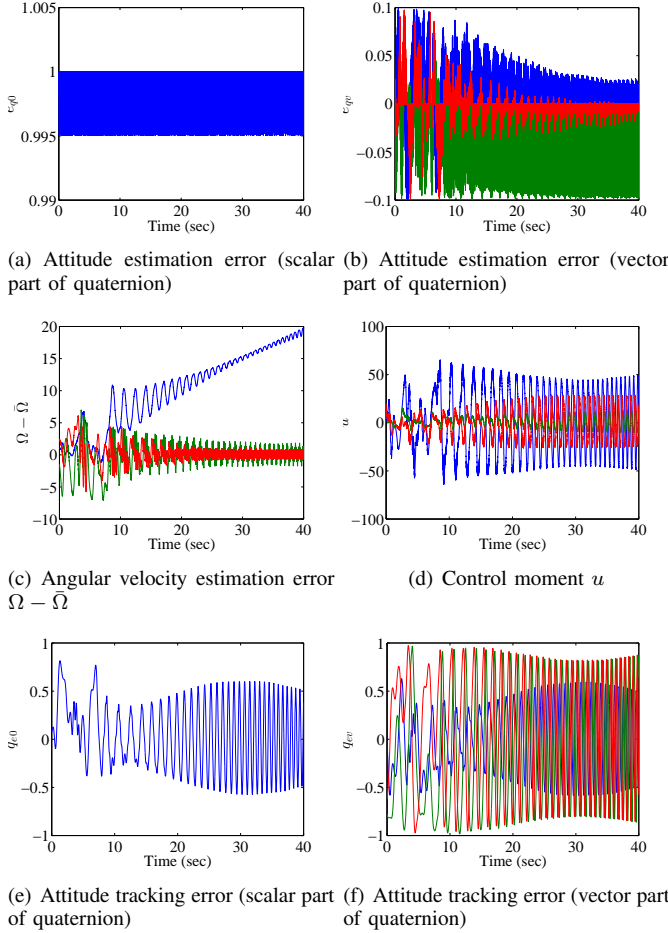 1.005
1
0.995
0.99
e_{q0}
0 10 20 30 40
Time (sec)
0.1
0.05
0
−0.05
−0.1
e_{qv}
0 10 20 30 40
Time (sec)
(a) Attitude estimation error (scalar
part of quaternion)
(b) Attitude estimation error (vector
part of quaternion)
20
15
10
5
0
−5
−10
Ω − Ω̄
0 10 20 30 40
Time (sec)
100
50
0
−50
−100
u
0 10 20 30 40
Time (sec)
(c) Angular velocity estimation error
Ω − Ω̄
(d) Control moment u
1
0.5
0
−0.5
−1
q_{e0}
0 10 20 30 40
Time (sec)
1
0.5
0
−0.5
−1
q_{ev}
0 10 20 30 40
Time (sec)
(e) Attitude tracking error (scalar part
of quaternion)
(f) Attitude tracking error (vector part
of quaternion)